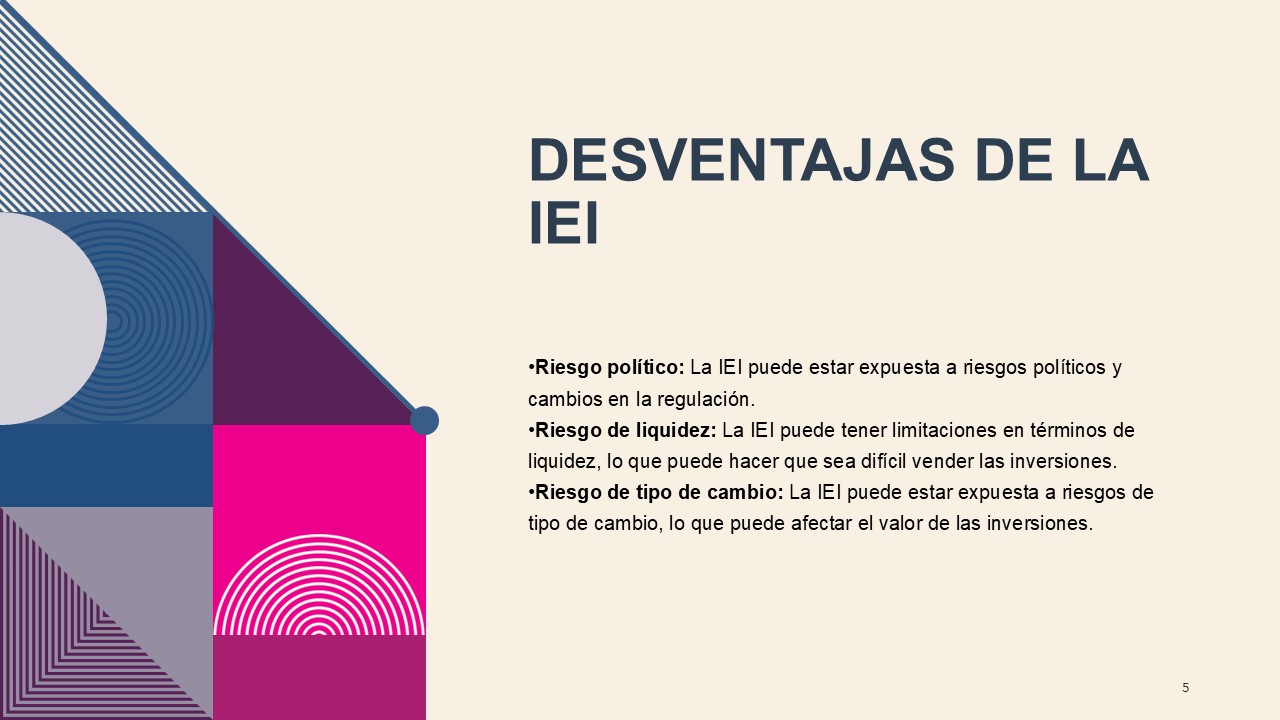 DESVENTAJAS DE LA
IEI
•Riesgo político: La IEI puede estar expuesta a riesgos políticos y
cambios en la regulación.
•Riesgo de liquidez: La IEI puede tener limitaciones en términos de
liquidez, lo que puede hacer que sea difícil vender las inversiones.
•Riesgo de tipo de cambio: La IEI puede estar expuesta a riesgos de
tipo de cambio, lo que puede afectar el valor de las inversiones.
5